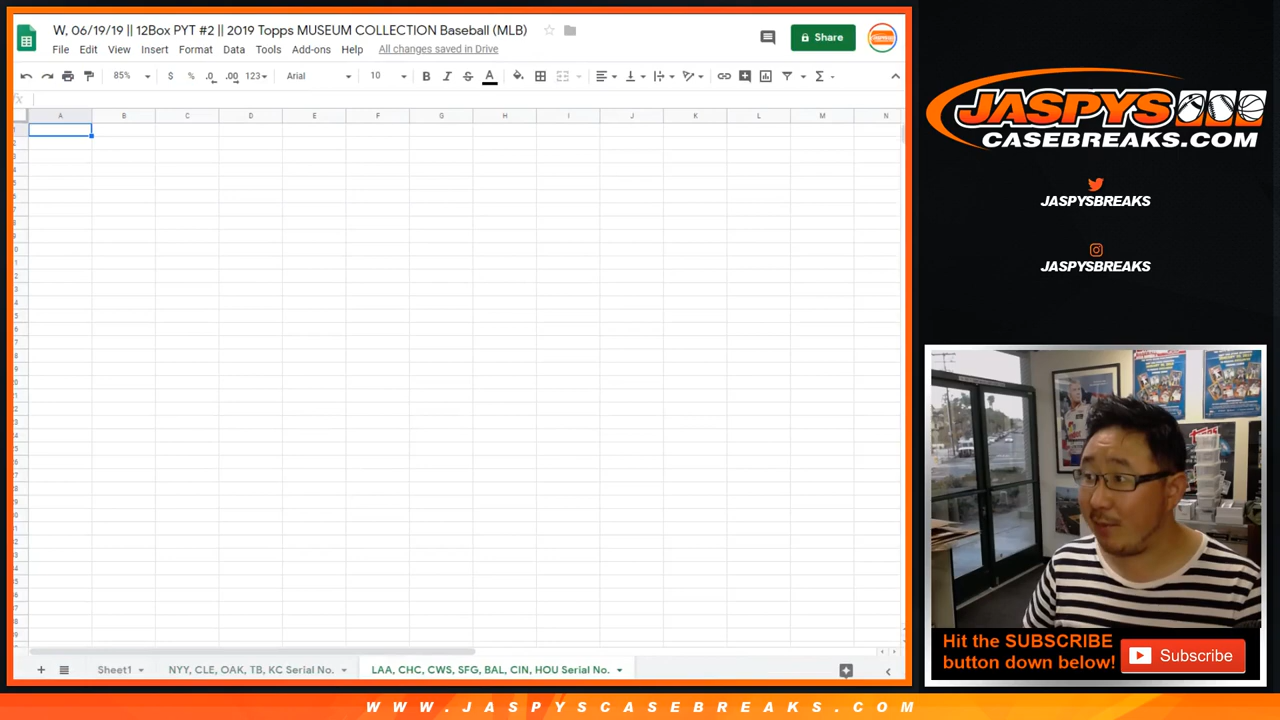 W, 06/19/19 || 12Box PYT #2 || 2019 Topps MUSEUM COLLECTION Baseball (MLB)
File Edit View Insert Format Data Tools Add-ons Help All changes saved in Drive
Share
85% $ % .0 .00 123 Arial 10 B I S A Σ
fx
A B C D E F G H I J K L M N
+ Sheet1 NYY, CLE, OAK, TB, KC Serial No. LAA, CHC, CWS, SFG, BAL, CIN, HOU Serial No.
JASPYS
CASEBREAKS.COM
JASPYSBREAKS
JASPYSBREAKS
Hit the SUBSCRIBE
button down below!
Subscribe
WWW.JASPYSCASEBREAKS.COM